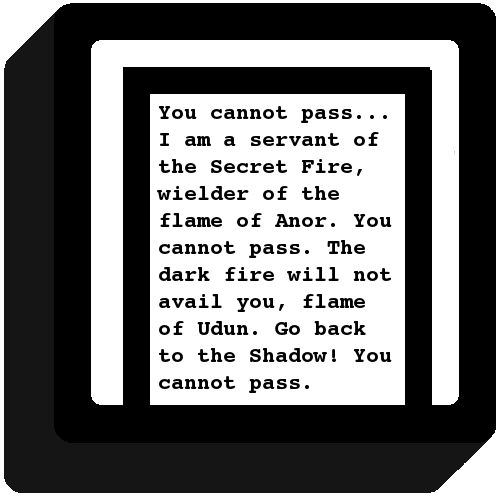 You cannot pass...
I am a servant of
the Secret Fire,
wielder of the
flame of Anor. You
cannot pass. The
dark fire will not
avail you, flame
of Udun. Go back
to the Shadow! You
cannot pass.